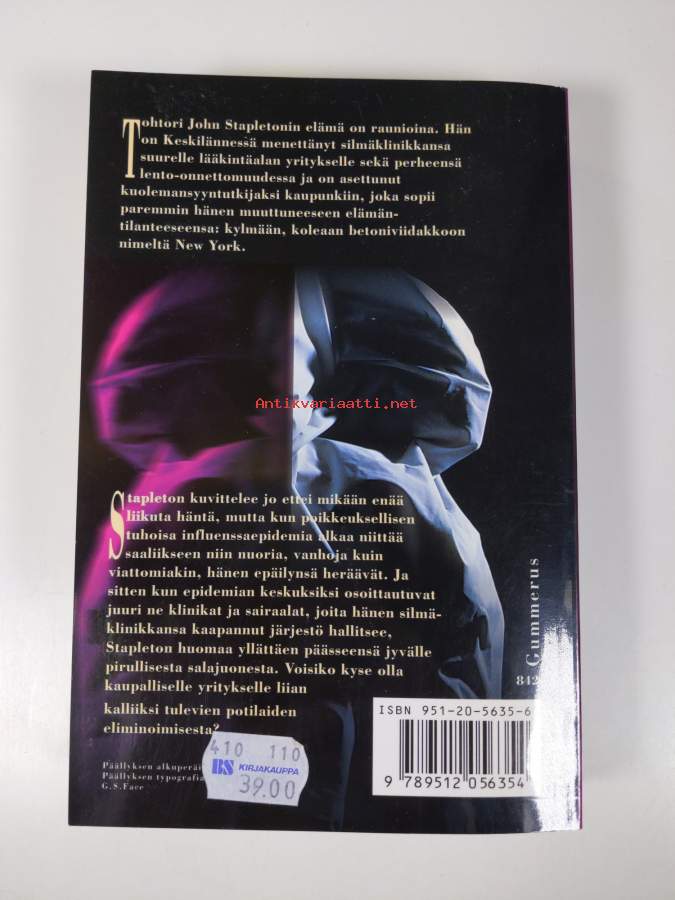 Tohtori John Stapletonin elämä on raunioina. Hän
on Keskilännessä menettänyt silmäklinikkansa
suurelle lääkintäalan yritykselle sekä perheensä
lento-onnettomuudessa ja on asettunut
kuolemansyyntutkijaksi kaupunkiin, joka sopii
paremmin hänen muuttuneeseen elämän-
tilanteeseensa: kylmään, koleaan betoniviidakkoon
nimeltä New York.
Antikvariaatti.net
Stapleton kuvittelee jo ettei mikään enää
liikuta häntä, mutta kun poikkeuksellisen
tuhoisa influenssaepidemia alkaa niittää
saaliikseen niin nuoria, vanhoja kuin
viattomiakin, hänen epäilynsä heräävät. Ja
sitten kun epidemian keskuksiksi osoittautuvat
juuri ne klinikat ja sairaalat, joita hänen silmä-
klinikkansa kaapannut järjestö hallitsee,
Stapleton huomaa yllättäen päässeensä jyvälle
pirullisesta salajuonesta. Voisiko kyse olla
kaupalliselle yritykselle liian
kalliiksi tulevien potilaiden
eliminoimisesta?
Gummerus
842
ISBN 951-20-5635-6
9 789512 056354
410 110
BS KIRJAKAUPPA
39.00
Päällyksen alkuperäi
Päällyksen typografia
G.S.Face